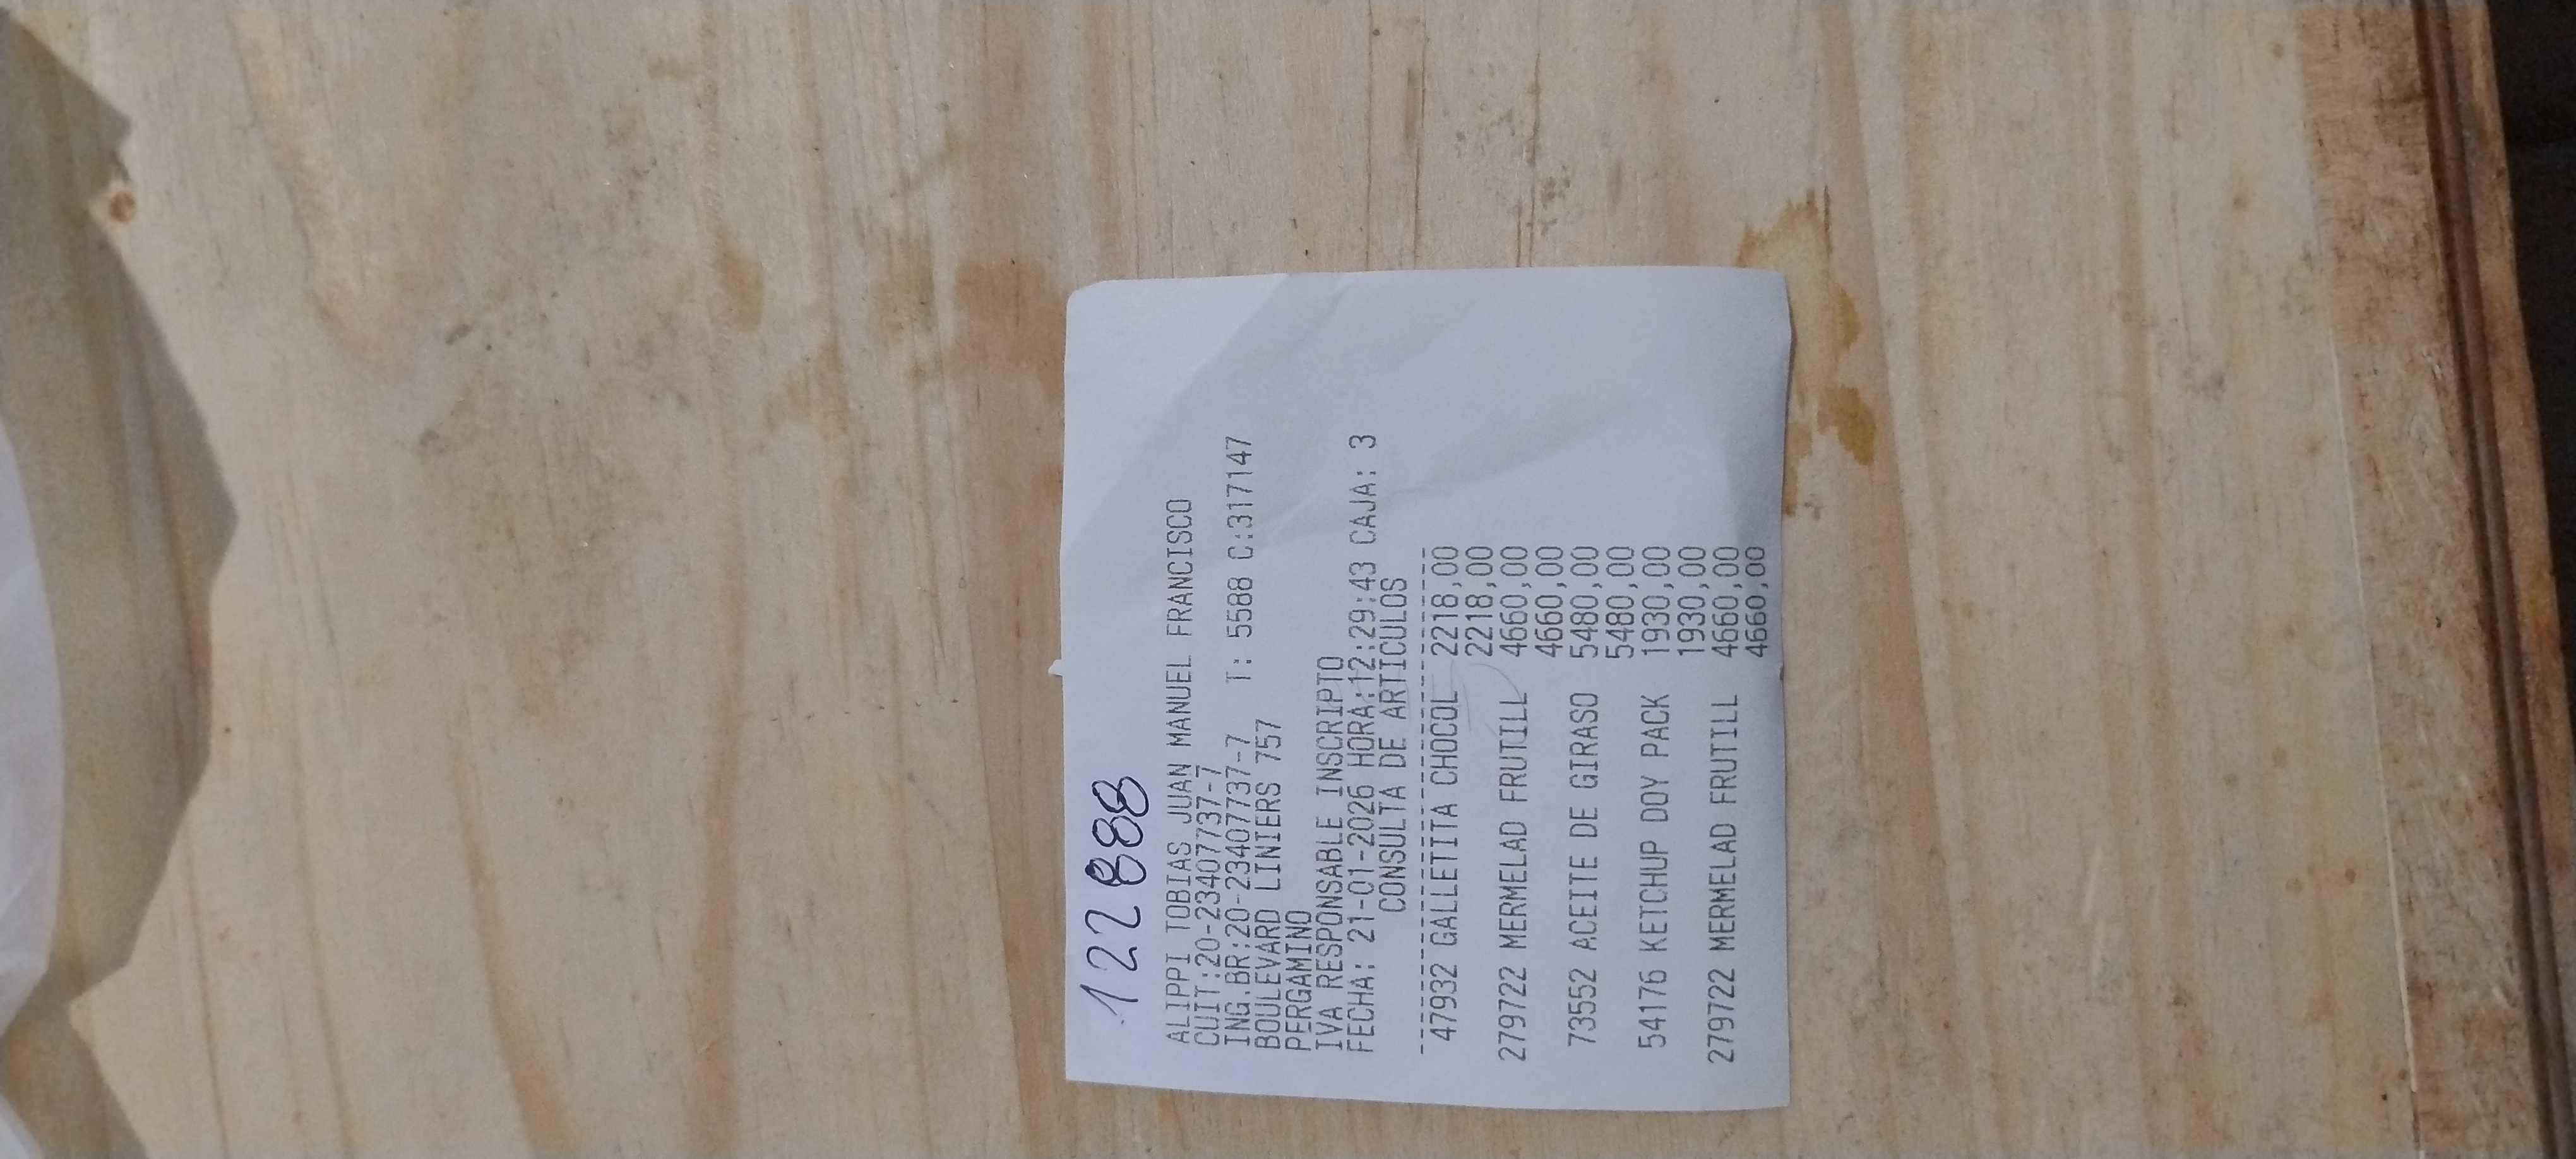 12288
ALIPPI TOBIAS JUAN MANUEL FRANCISCO
CUIT:20-23407737-7
ING.BR:20-23407737-7 T: 5588 C:317147
BOULEVARD LINIERS 757
PERGAMINO
IVA RESPONSABLE INSCRIPTO
FECHA: 21-01-2026 HORA:12:29:43 CAJA: 3
CONSULTA DE ARTICULOS
47932 GALLETITA CHOCOL 2218,00
2218,00
279722 MERMELAD FRUTILL 4660,00
4660,00
73552 ACEITE DE GIRASO 5480,00
5480,00
54176 KETCHUP DOY PACK 1930,00
1930,00
279722 MERMELAD FRUTILL 4660,00
4660,00